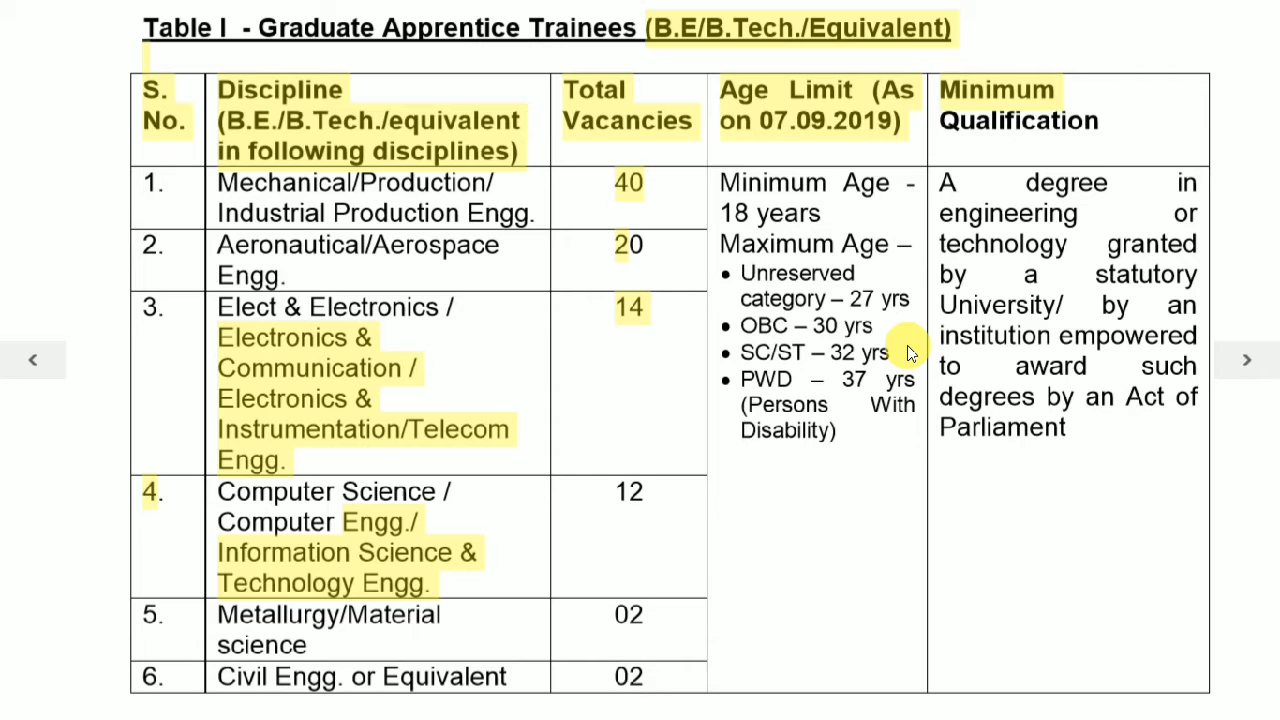 Table I - Graduate Apprentice Trainees (B.E/B.Tech./Equivalent)
S. No.
Discipline
(B.E./B.Tech./equivalent
in following disciplines)
Total
Vacancies
Age Limit (As
on 07.09.2019)
Minimum
Qualification
1.
Mechanical/Production/
Industrial Production Engg.
40
Minimum Age -
18 years
Maximum Age –
• Unreserved
category – 27 yrs
• OBC – 30 yrs
• SC/ST – 32 yrs
• PWD – 37 yrs
(Persons With
Disability)
A degree in
engineering or
technology granted
by a statutory
University/ by an
institution empowered
to award such
degrees by an Act of
Parliament
2.
Aeronautical/Aerospace
Engg.
20
3.
Elect & Electronics /
Electronics &
Communication /
Electronics &
Instrumentation/Telecom
Engg.
14
4.
Computer Science /
Computer Engg./
Information Science &
Technology Engg.
12
5.
Metallurgy/Material
science
02
6.
Civil Engg. or Equivalent
02